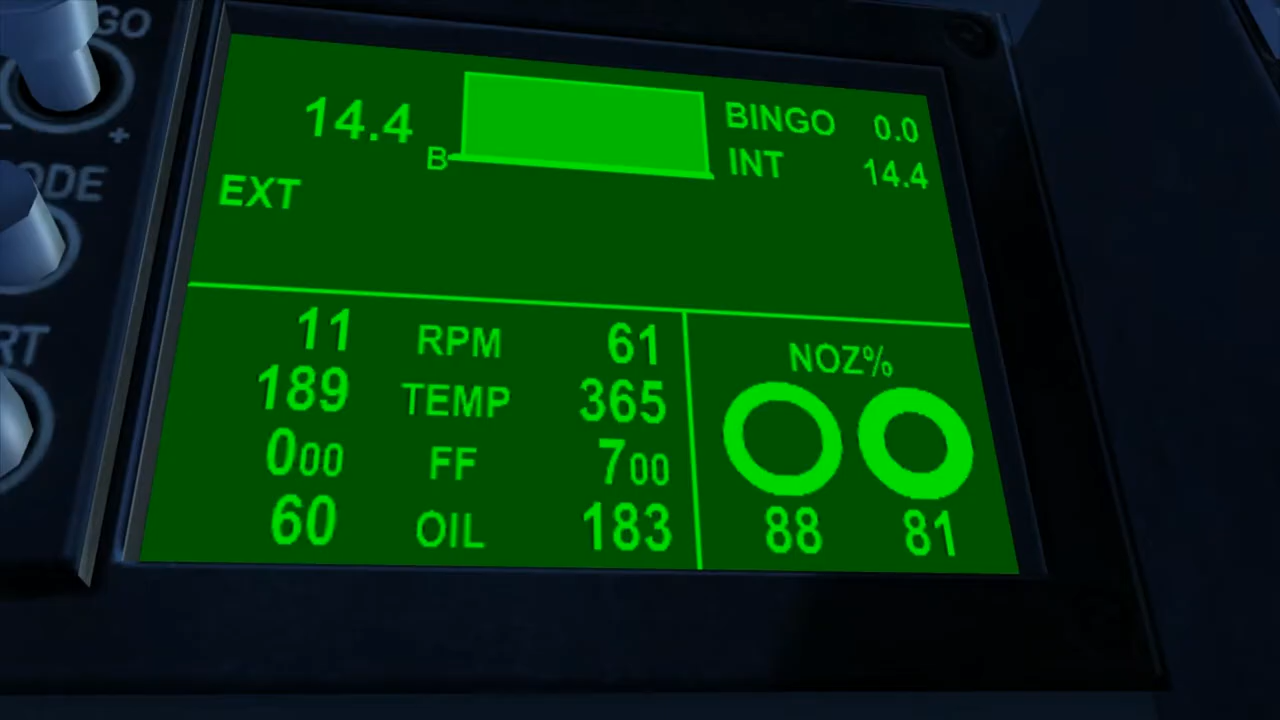 GO
- +
ODE
RT
14.4
B
BINGO 0.0
INT 14.4
EXT
11 RPM 61
189 TEMP 365
000 FF 700
60 OIL 183
NOZ%
88 81